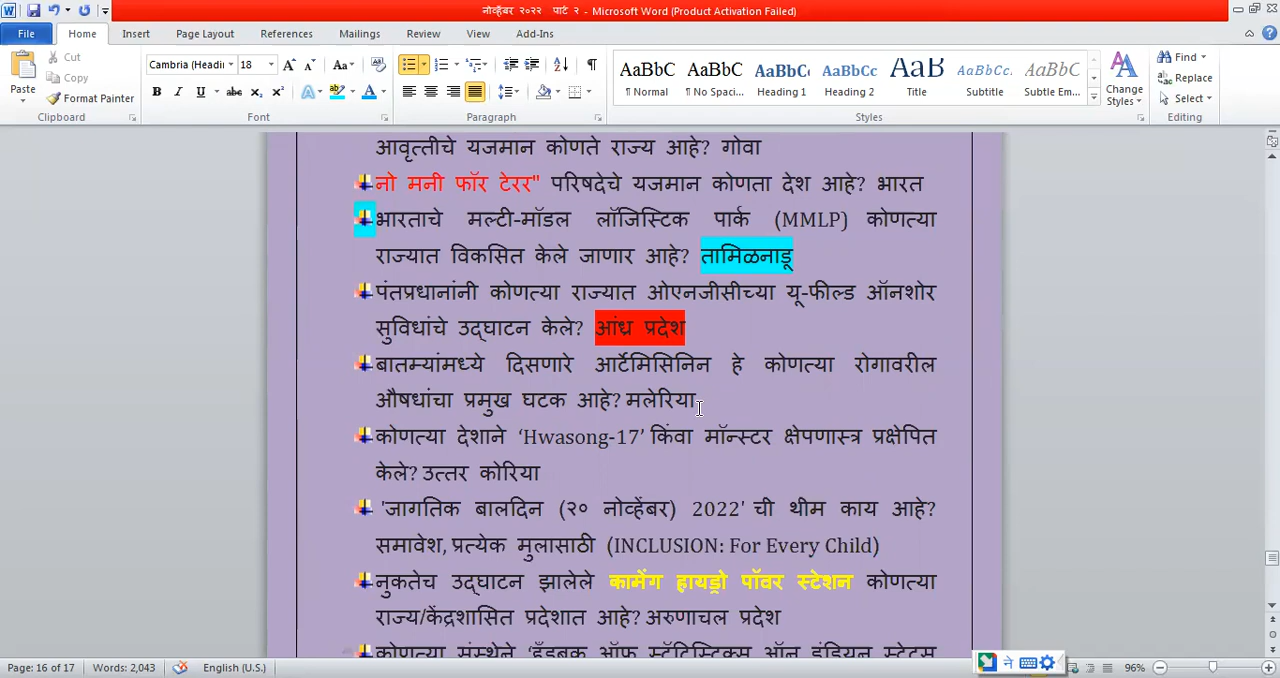 नोव्हेंबर २०२२ पार्ट २ - Microsoft Word (Product Activation Failed)
File Home Insert Page Layout References Mailings Review View Add-Ins
Paste Cut Copy Format Painter
Cambria (Headi 18
AaBbC AaBbC AaBbCc AaBbCc AaB AaBbCc. AaBbCc
¶ Normal ¶ No Spaci... Heading 1 Heading 2 Title Subtitle Subtle Em...
Change Styles
Find Replace Select
Clipboard Font Paragraph Styles Editing
आवृत्तीचे यजमान कोणते राज्य आहे? गोवा
नो मनी फॉर टेरर" परिषदेचे यजमान कोणता देश आहे? भारत
भारताचे मल्टी-मॉडल लॉजिस्टिक पार्क (MMLP) कोणत्या
राज्यात विकसित केले जाणार आहे? तामिळनाडू
पंतप्रधानांनी कोणत्या राज्यात ओएनजीसीच्या यू-फील्ड ऑनशोर
सुविधांचे उद्घाटन केले? आंध्र प्रदेश
बातम्यांमध्ये दिसणारे आर्टेमिसिनिन हे कोणत्या रोगावरील
औषधांचा प्रमुख घटक आहे? मलेरिया
कोणत्या देशाने ‘Hwasong-17’ किंवा मॉन्स्टर क्षेपणास्त्र प्रक्षेपित
केले? उत्तर कोरिया
'जागतिक बालदिन (२० नोव्हेंबर) 2022' ची थीम काय आहे?
समावेश, प्रत्येक मुलासाठी (INCLUSION: For Every Child)
नुकतेच उद्घाटन झालेले कामेंग हायड्रो पॉवर स्टेशन कोणत्या
राज्य/केंद्रशासित प्रदेशात आहे? अरुणाचल प्रदेश
कोणत्या संस्थेने ‘हँडबुक ऑफ स्टॅटिस्टिक्स ऑन इंडियन स्टेट्स
Page: 16 of 17 Words: 2,043 English (U.S.) ने 96%